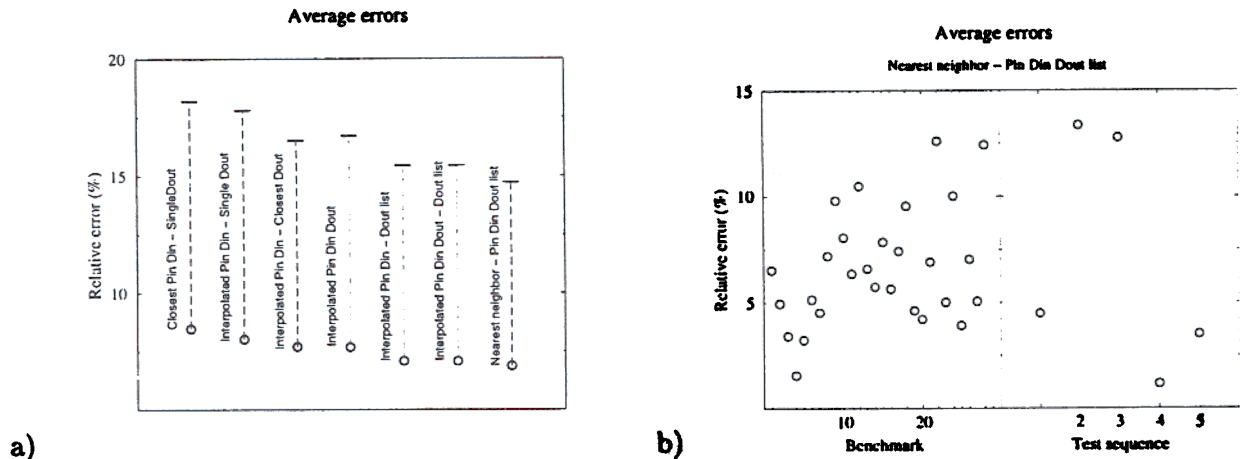 Average errors
20
15
10
Relative error (%)
Closest Pin Din – SingleDout
Interpolated Pin Din – Single Dout
Interpolated Pin Din – Closest Dout
Interpolated Pin Din Dout
Interpolated Pin Din – Dout list
Interpolated Pin Din Dout – Dout list
Nearest neighbor – Pin Din Dout list
a)
Average errors
Nearest neighbor – Pin Din Dout list
15
10
5
Relative error (%)
10 20 2 3 4 5
Benchmark Test sequence
b)